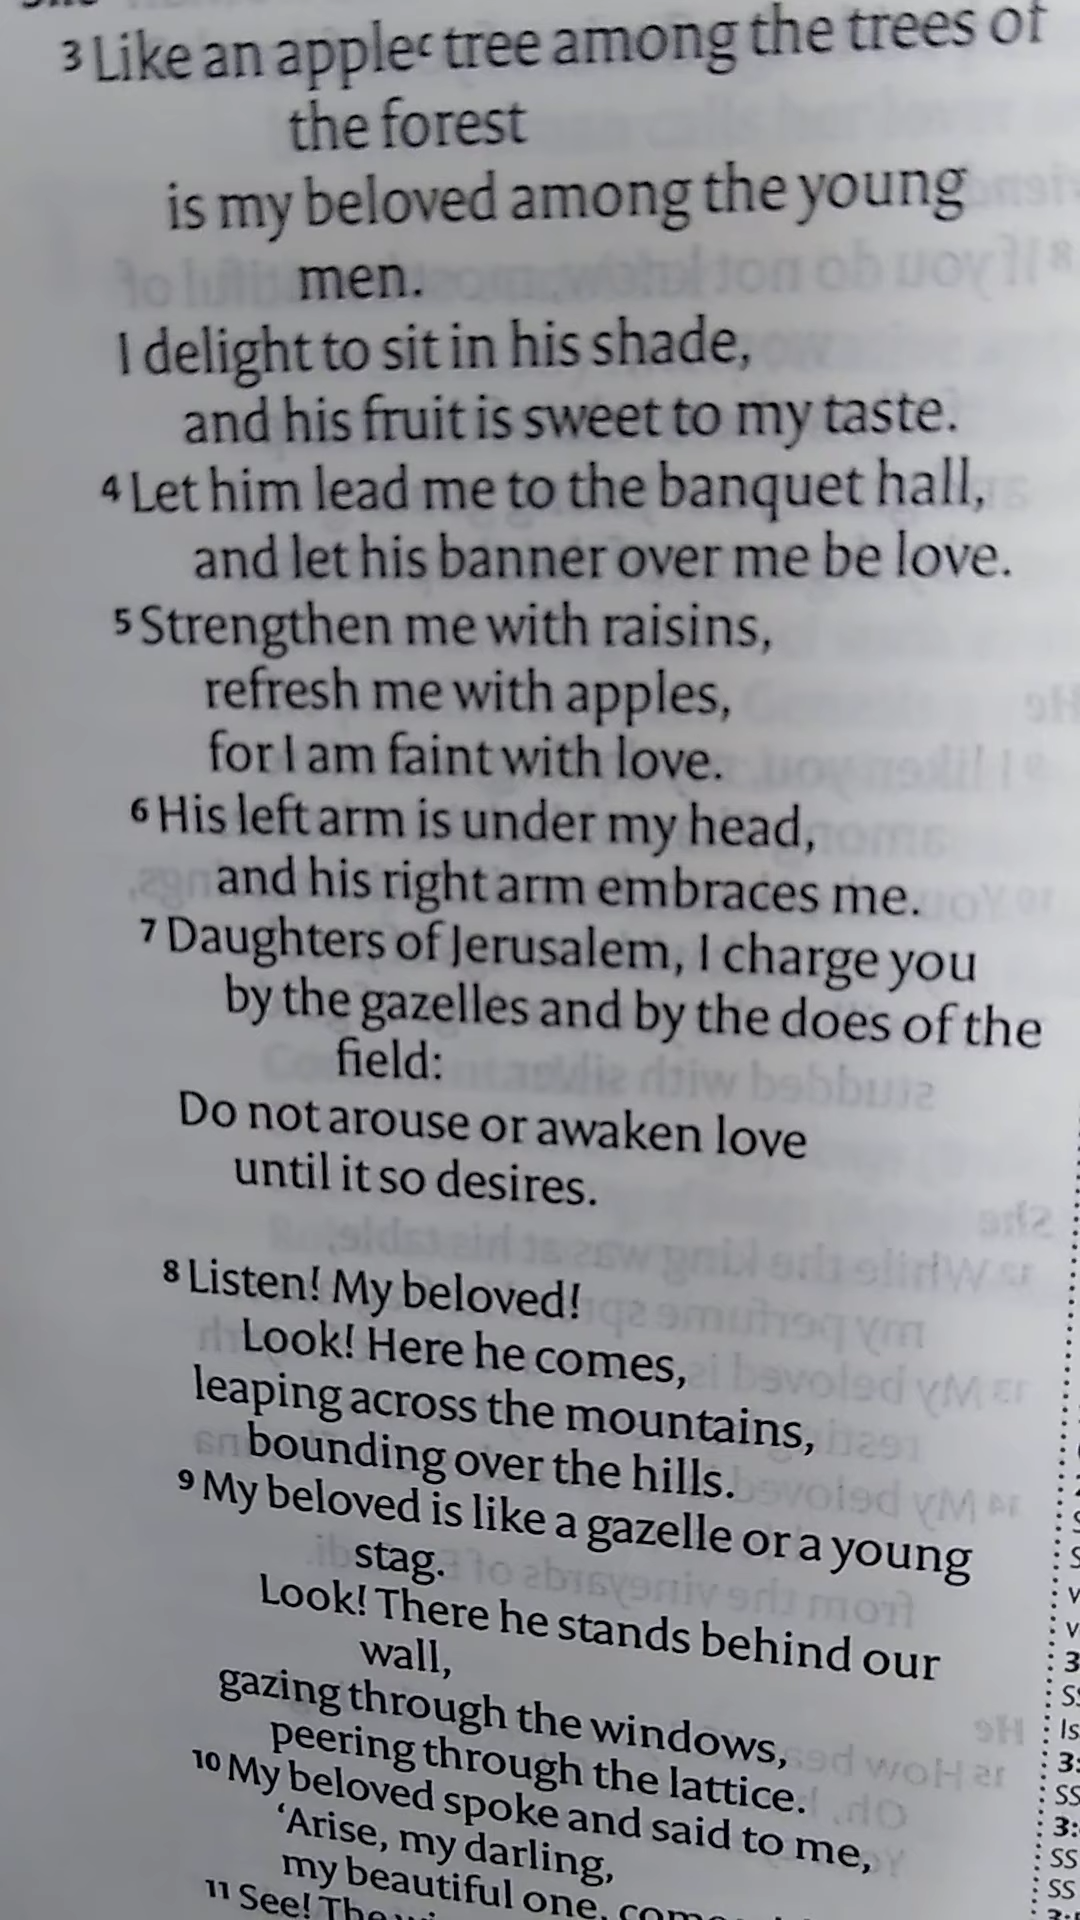 3 Like an applec tree among the trees of
the forest
is my beloved among the young
men.
I delight to sit in his shade,
and his fruit is sweet to my taste.
4 Let him lead me to the banquet hall,
and let his banner over me be love.
5 Strengthen me with raisins,
refresh me with apples,
for I am faint with love.
6 His left arm is under my head,
and his right arm embraces me.
7 Daughters of Jerusalem, I charge you
by the gazelles and by the does of the
field:
Do not arouse or awaken love
until it so desires.
8 Listen! My beloved!
Look! Here he comes,
leaping across the mountains,
bounding over the hills.
9 My beloved is like a gazelle or a young
stag.
Look! There he stands behind our
wall,
gazing through the windows,
peering through the lattice.
10 My beloved spoke and said to me,
‘Arise, my darling,
my beautiful one,
11 See! The